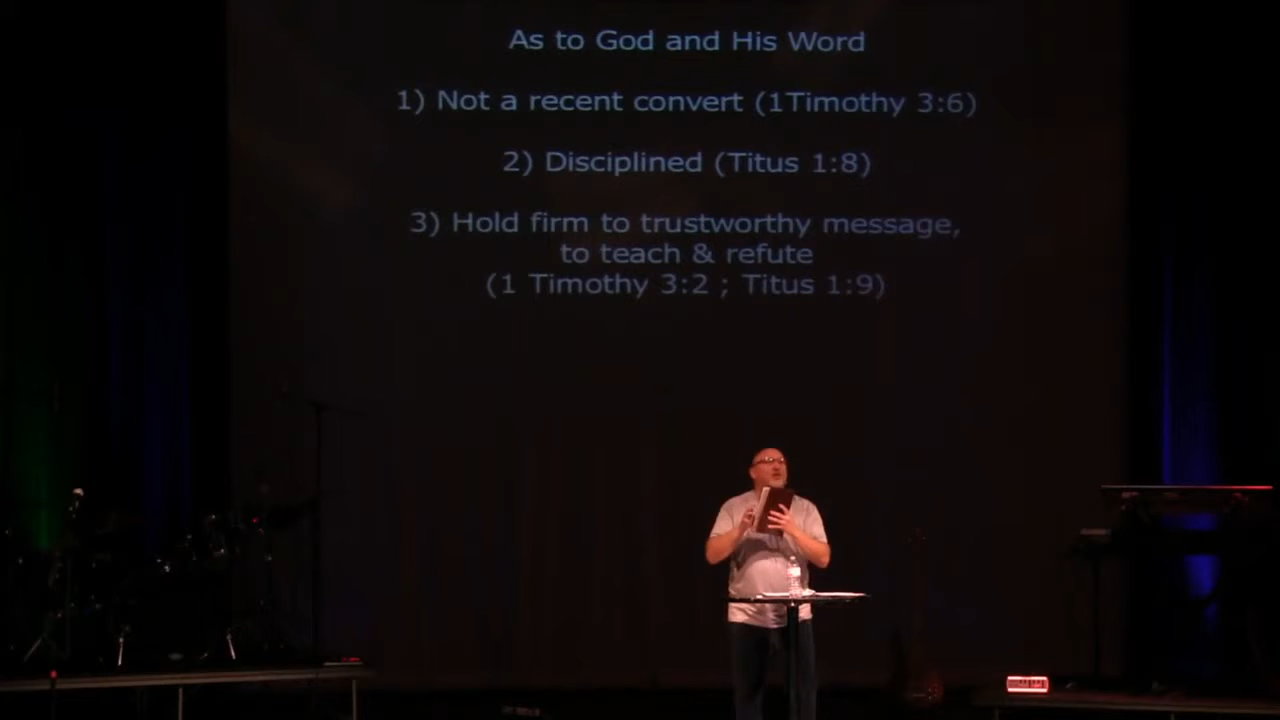 As to God and His Word
1) Not a recent convert (1Timothy 3:6)
2) Disciplined (Titus 1:8)
3) Hold firm to trustworthy message,
to teach & refute
(1 Timothy 3:2 ; Titus 1:9)